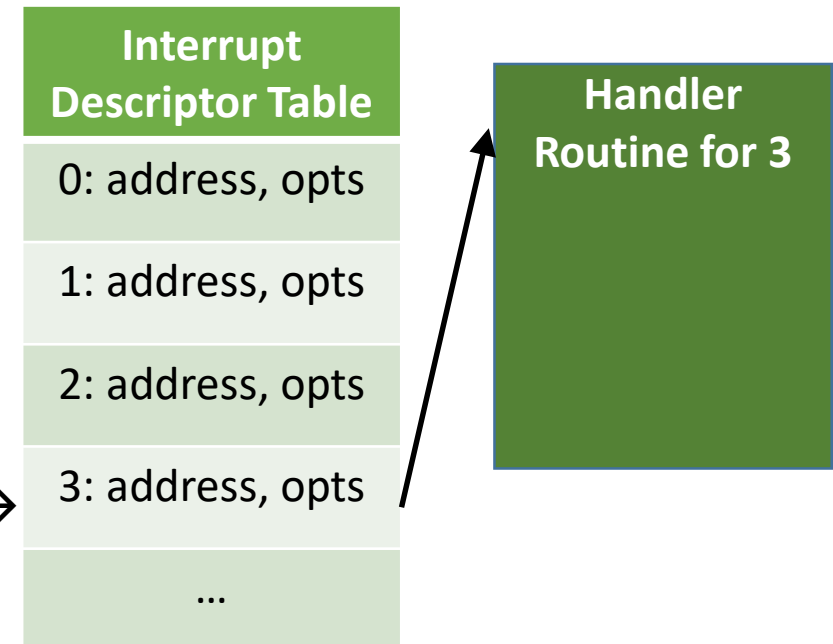 Interrupt
Descriptor Table
0: address, opts
1: address, opts
2: address, opts
3: address, opts
...
Handler
Routine for 3